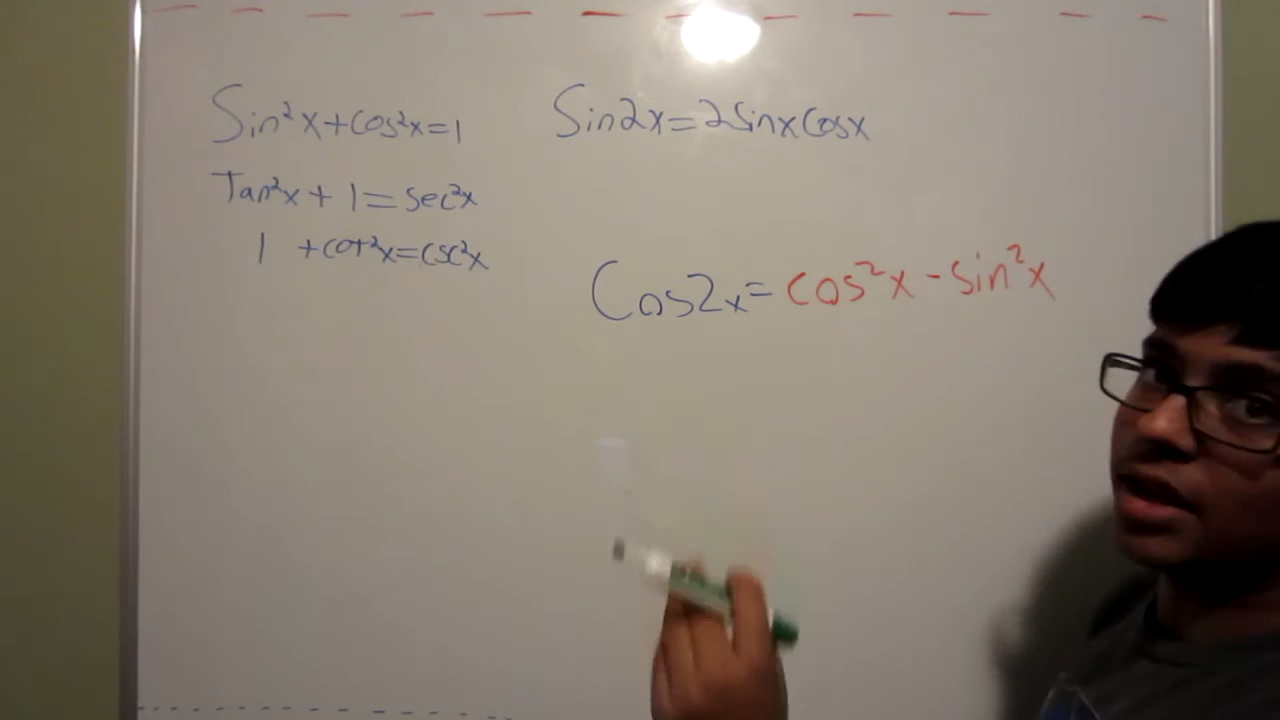 Sin²x+cos²x=1
Tan²x + 1=sec²x
1 +cot²x=csc²x
Sin2x=2SinxCosx
Cos2x=cos²x-sin²x